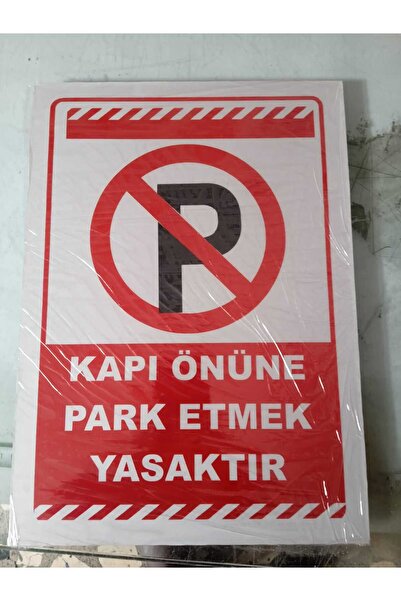 P
KAPI ÖNÜNE
PARK ETMEK
YASAKTIR